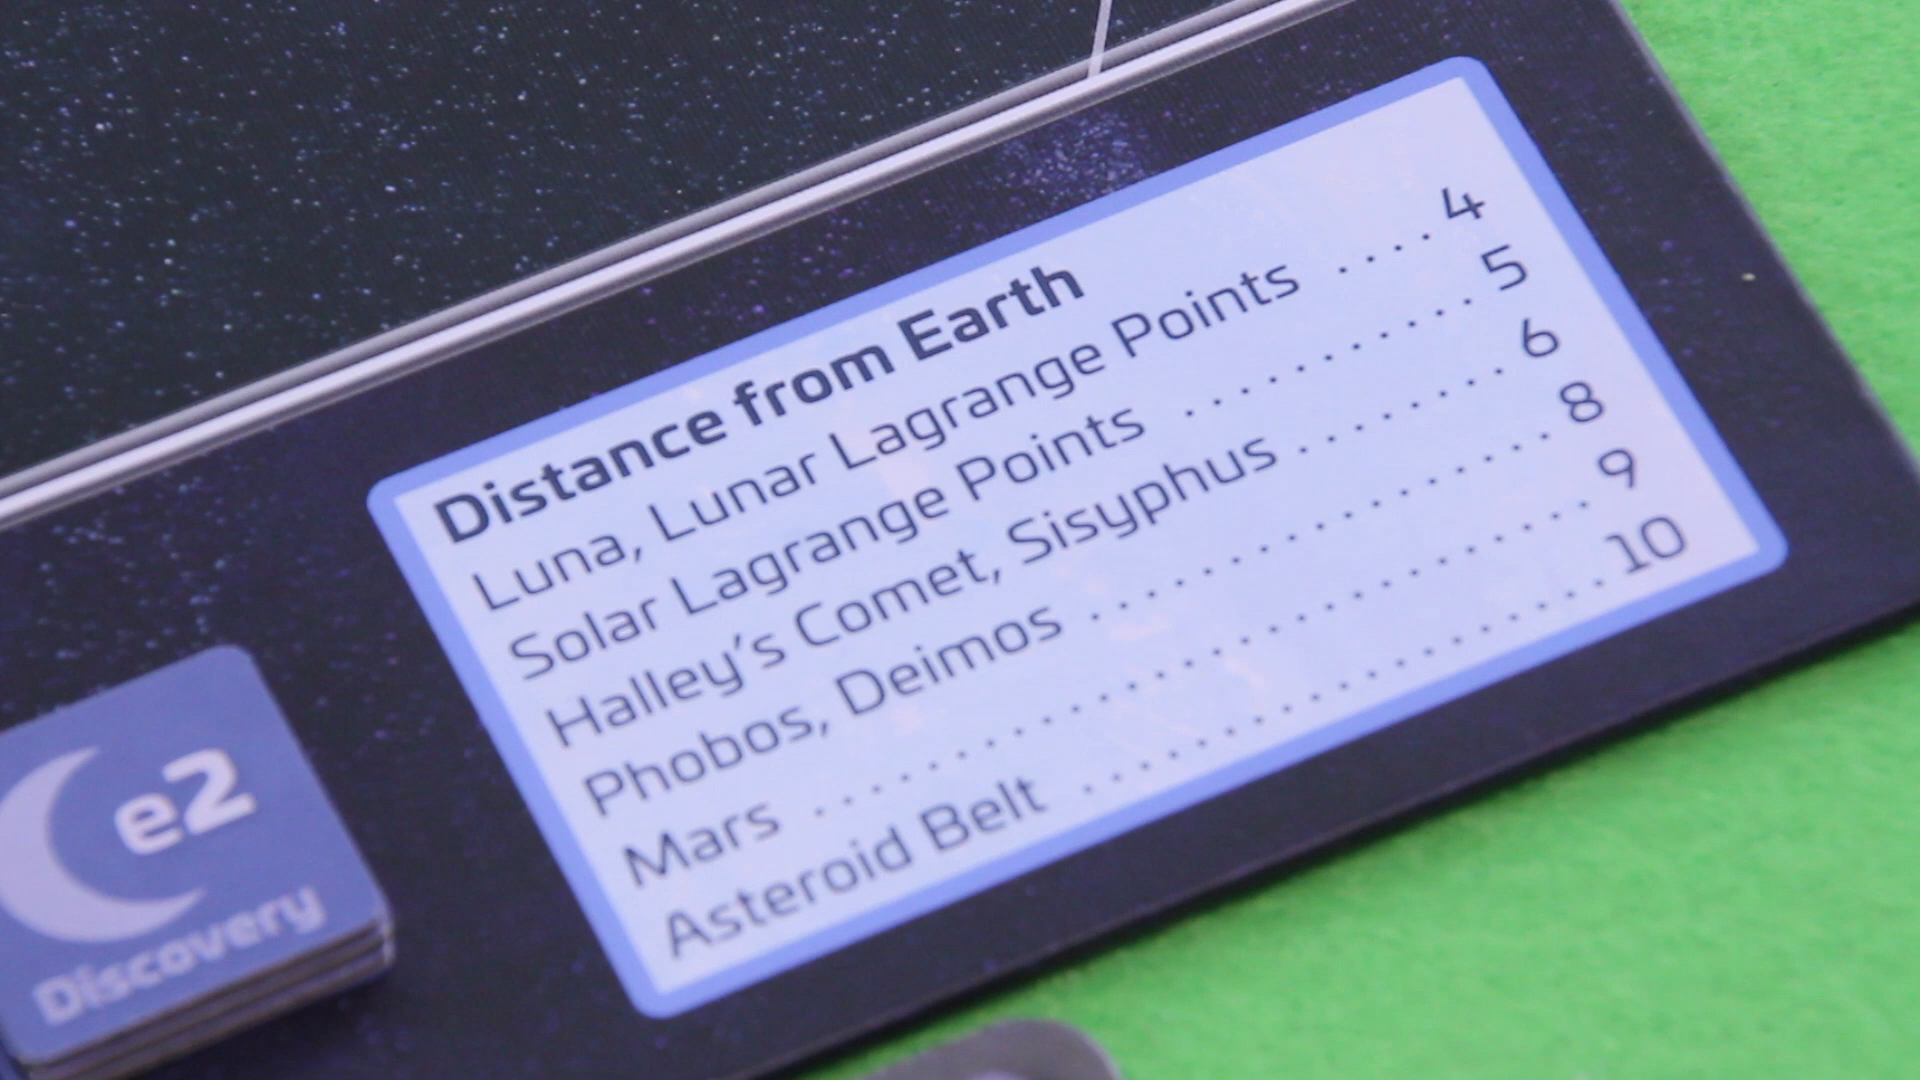 Distance from Earth
Luna, Lunar Lagrange Points .... 4
Solar Lagrange Points ........... 5
Halley's Comet, Sisyphus ........ 6
Phobos, Deimos .................. 8
Mars ............................ 9
Asteroid Belt ................... 10
e2
Discovery